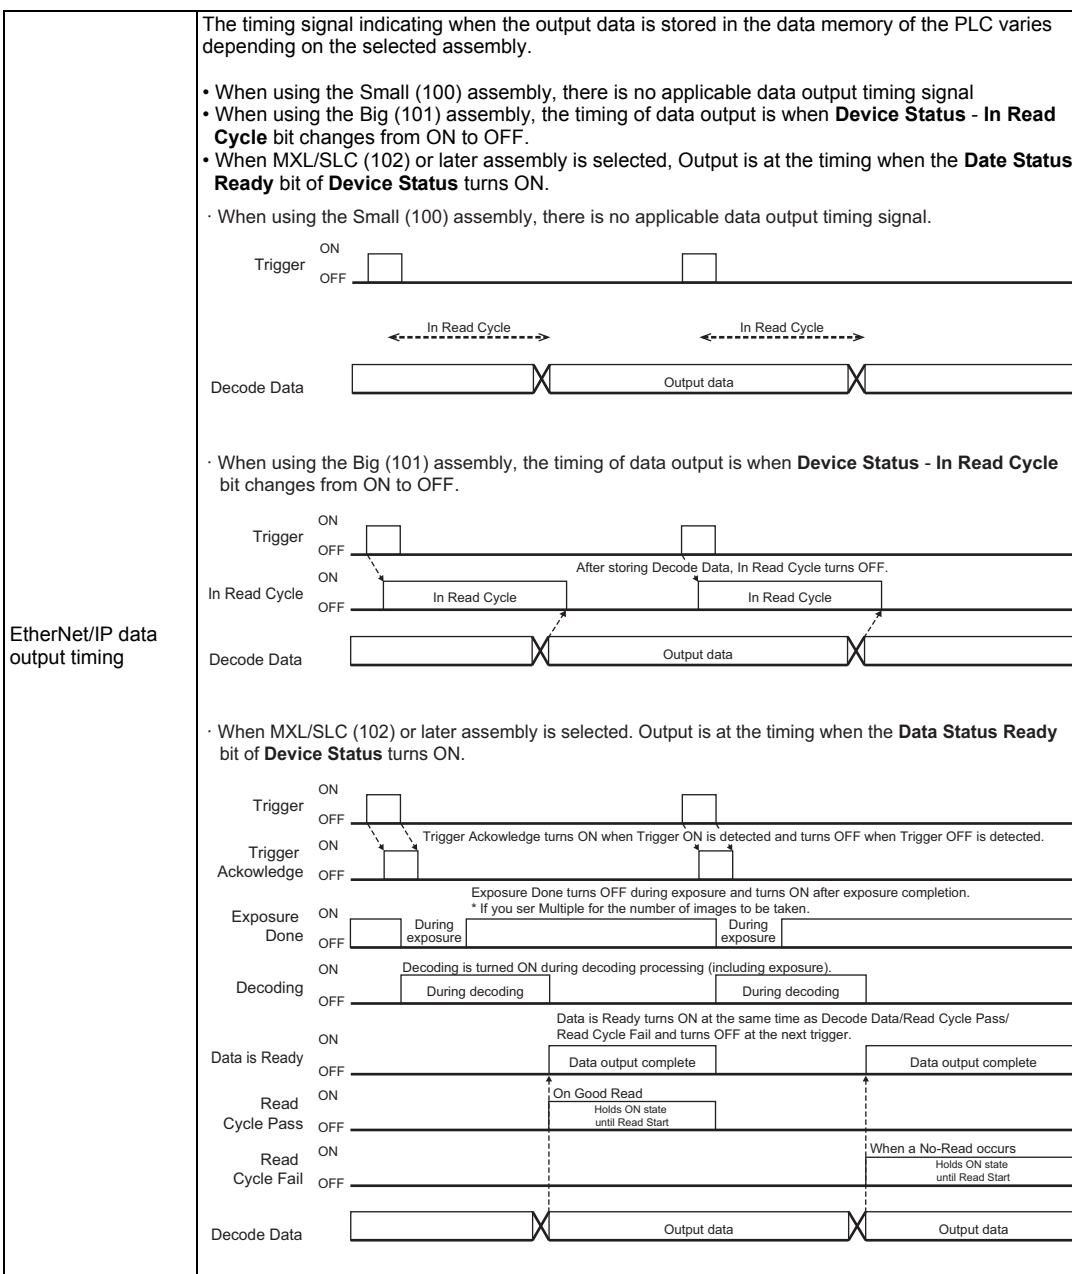 The timing signal indicating when the output data is stored in the data memory of the PLC varies
depending on the selected assembly.
• When using the Small (100) assembly, there is no applicable data output timing signal
• When using the Big (101) assembly, the timing of data output is when Device Status - In Read
Cycle bit changes from ON to OFF.
• When MXL/SLC (102) or later assembly is selected, Output is at the timing when the Date Status
Ready bit of Device Status turns ON.
· When using the Small (100) assembly, there is no applicable data output timing signal.
ON
Trigger
OFF
In Read Cycle
In Read Cycle
Decode Data
Output data
· When using the Big (101) assembly, the timing of data output is when Device Status - In Read Cycle
bit changes from ON to OFF.
ON
Trigger
OFF
After storing Decode Data, In Read Cycle turns OFF.
ON
In Read Cycle
In Read Cycle
In Read Cycle
OFF
EtherNet/IP data
output timing
Decode Data
Output data
· When MXL/SLC (102) or later assembly is selected. Output is at the timing when the Data Status Ready
bit of Device Status turns ON.
ON
Trigger
OFF
Trigger Ackowledge turns ON when Trigger ON is detected and turns OFF when Trigger OFF is detected.
ON
Trigger
Ackowledge
OFF
Exposure Done turns OFF during exposure and turns ON after exposure completion.
* If you ser Multiple for the number of images to be taken.
ON
Exposure
Done
During
exposure
During
exposure
OFF
Decoding is turned ON during decoding processing (including exposure).
ON
Decoding
During decoding
During decoding
OFF
Data is Ready turns ON at the same time as Decode Data/Read Cycle Pass/
Read Cycle Fail and turns OFF at the next trigger.
ON
Data is Ready
Data output complete
Data output complete
OFF
ON
On Good Read
Read
Cycle Pass
Holds ON state
until Read Start
OFF
ON
When a No-Read occurs
Read
Cycle Fail
Holds ON state
until Read Start
OFF
Decode Data
Output data
Output data